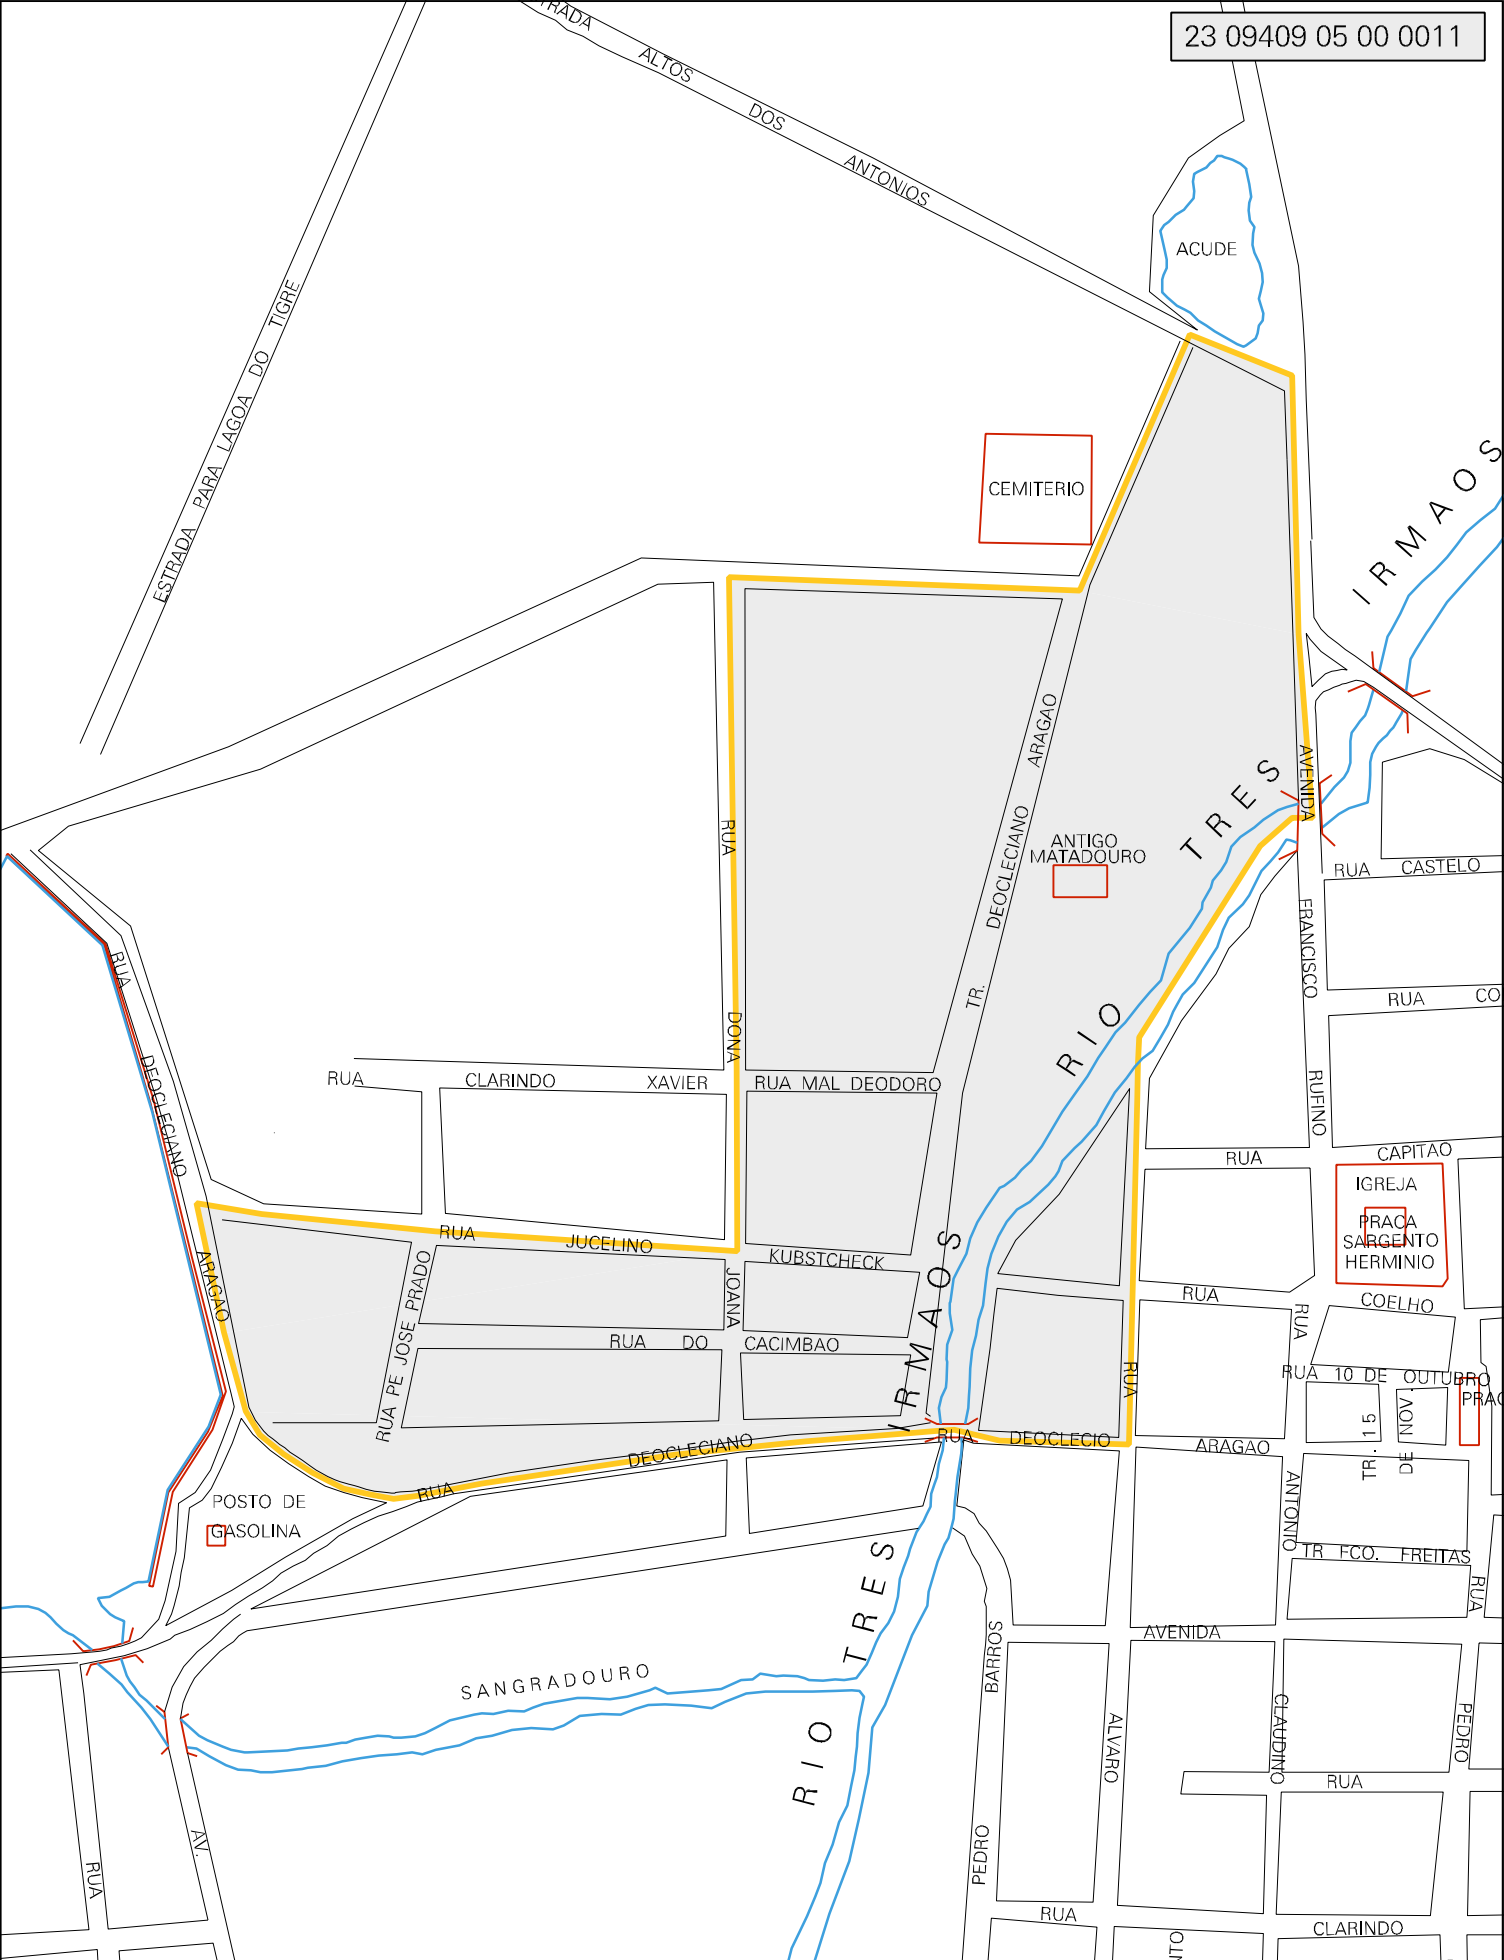 23 09409 05 00 0011
ALTOS
DOS
ANTONIOS
ACUDE
ESTRADA PARA LAGOA DO TIGRE
CEMITERIO
IRMAOS
TRES
RIO
AVENIDA
FRANCISCO
RUFINO
RUA
DONA
JOANA
TR. DEOCLECIANO ARAGAO
ANTIGO
MATADOURO
RUA CASTELO
RUA CO
RUA
DEOCLECIANO
ARAGAO
RUA CLARINDO XAVIER
RUA MAL DEODORO
RUA CAPITAO
IGREJA
PRACA
SARGENTO
HERMINIO
RUA JUCELINO KUBSTCHECK
RUA PE JOSE PRADO
RUA DO CACIMBAO
RUA COELHO
RUA
ANTONIO
CLAUDINO
RUA 10 DE OUTUBRO
PRAC
TR. 15
DE NOV.
RUA
ALVARO
IRMAOS
TRES
RIO
RUA DEOCLECIANO
RUA DEOCLECIO ARAGAO
POSTO DE
GASOLINA
TR FCO. FREITAS
RUA
PEDRO
AVENIDA
SANGRADOURO
BARROS
PEDRO
RUA
AV.
RUA
RUA CLARINDO